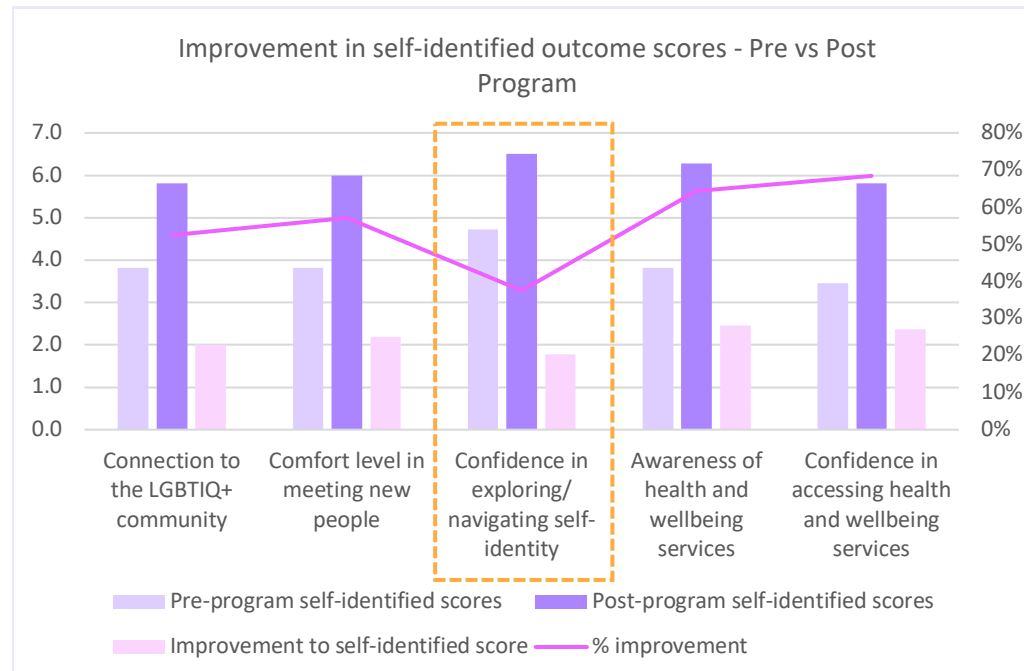 Improvement in self-identified outcome scores - Pre vs Post
Program
7.0
6.0
5.0
4.0
3.0
2.0
1.0
0.0
80%
70%
60%
50%
40%
30%
20%
10%
0%
Connection to
the LGBTIQ+
community
Comfort level in
meeting new
people
Confidence in
exploring/
navigating self-
identity
Awareness of
health and
wellbeing
services
Confidence in
accessing health
and wellbeing
services
Pre-program self-identified scores
Post-program self-identified scores
Improvement to self-identified score
% improvement